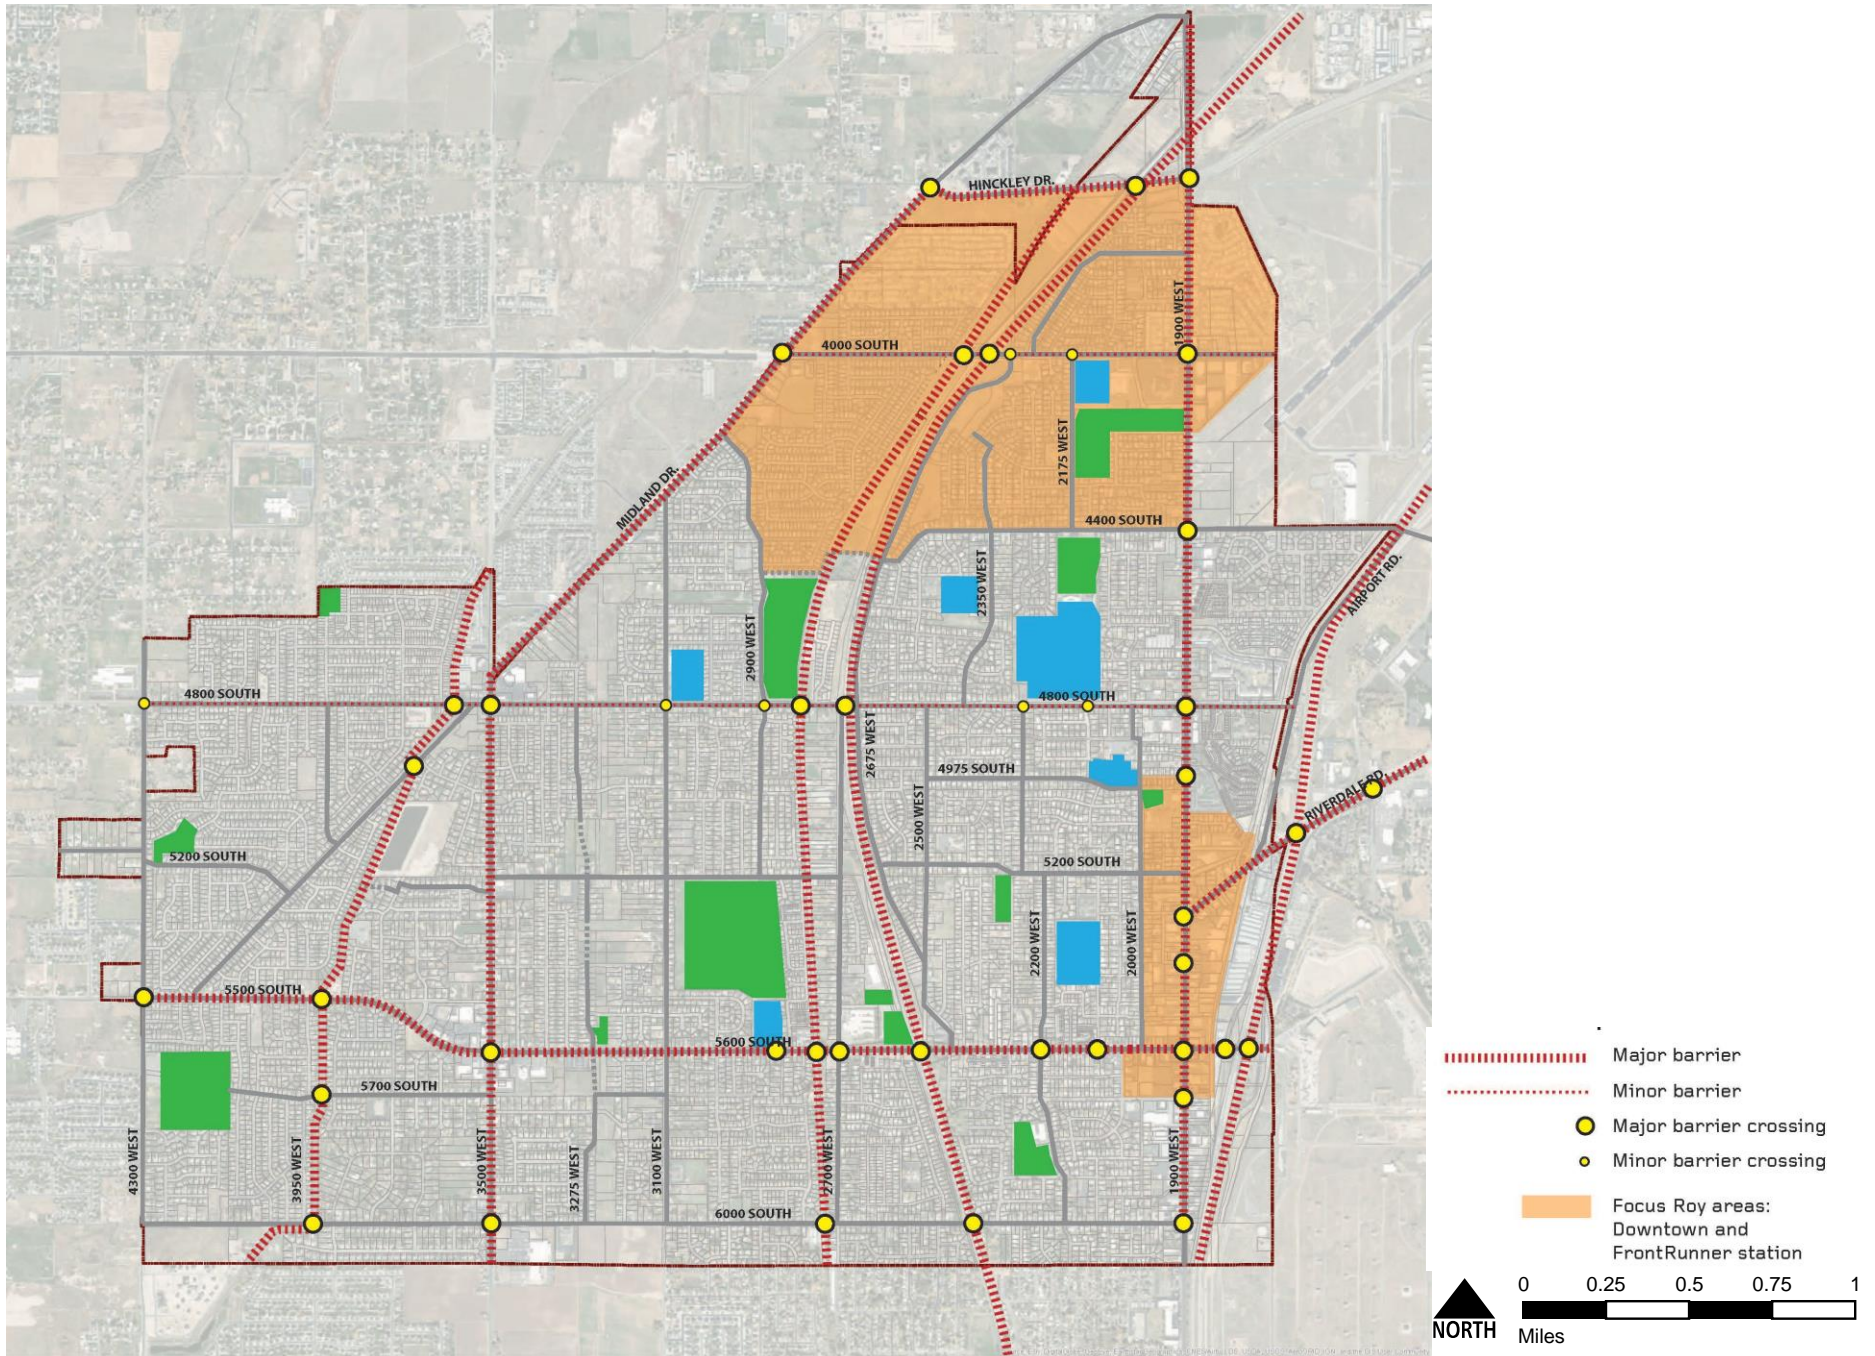 HINCKLEY DR.
1900 WEST
4000 SOUTH
2175 WEST
MIDLAND DR.
4400 SOUTH
2350 WEST
AIRPORT RD.
2900 WEST
4800 SOUTH
4800 SOUTH
2675 WEST
4975 SOUTH
RIVERDALE RD.
2500 WEST
5200 SOUTH
5200 SOUTH
2200 WEST
2000 WEST
5500 SOUTH
5600 SOUTH
5700 SOUTH
4300 WEST
3950 WEST
3500 WEST
3275 WEST
3100 WEST
2700 WEST
1900 WEST
6000 SOUTH
Major barrier
Minor barrier
Major barrier crossing
Minor barrier crossing
Focus Roy areas:
Downtown and
FrontRunner station
0 0.25 0.5 0.75 1
NORTH
Miles